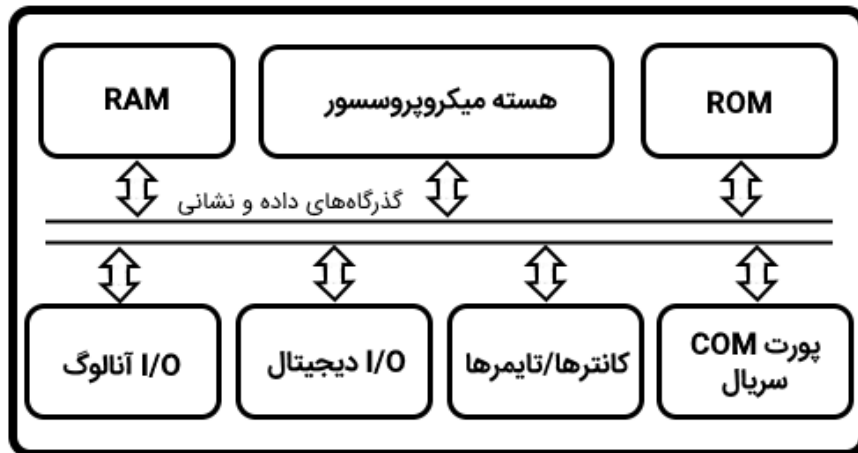 RAM
هسته میکروپروسسور
ROM
گذرگاه‌های داده و نشانی
I/O آنالوگ
I/O دیجیتال
کانترها/تایمرها
پورت COM
سریال